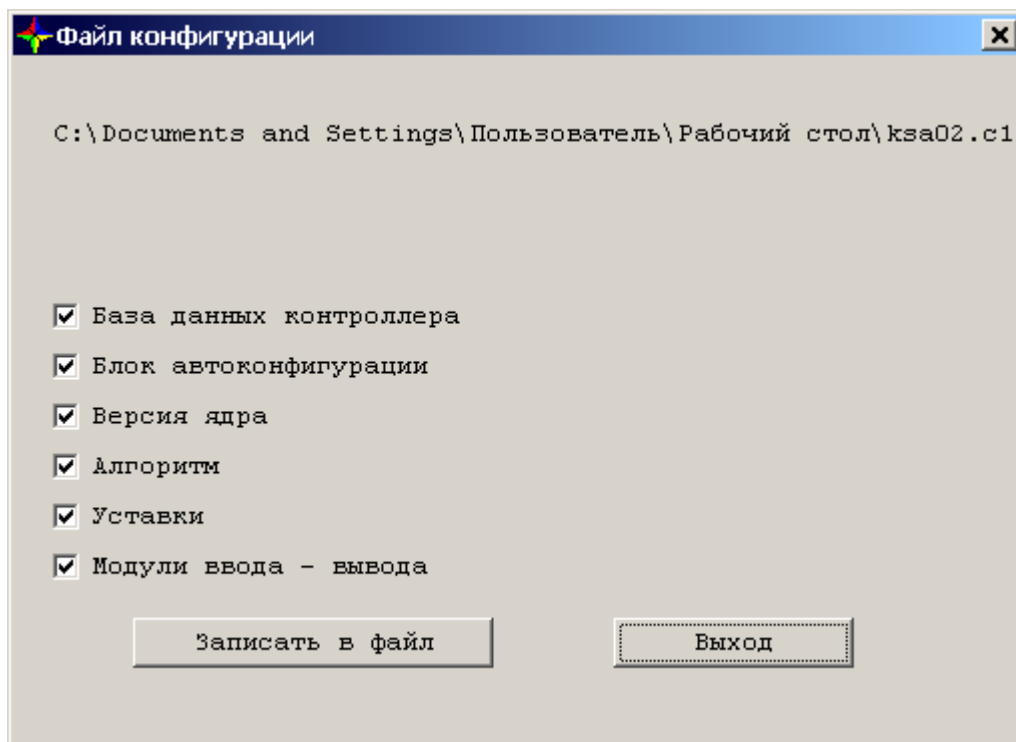 Файл конфигурации
C:\Documents and Settings\Пользователь\Рабочий стол\ksa02.c1
База данных контроллера
Блок автоконфигурации
Версия ядра
Алгоритм
Уставки
Модули ввода - вывода
Записать в файл
Выход